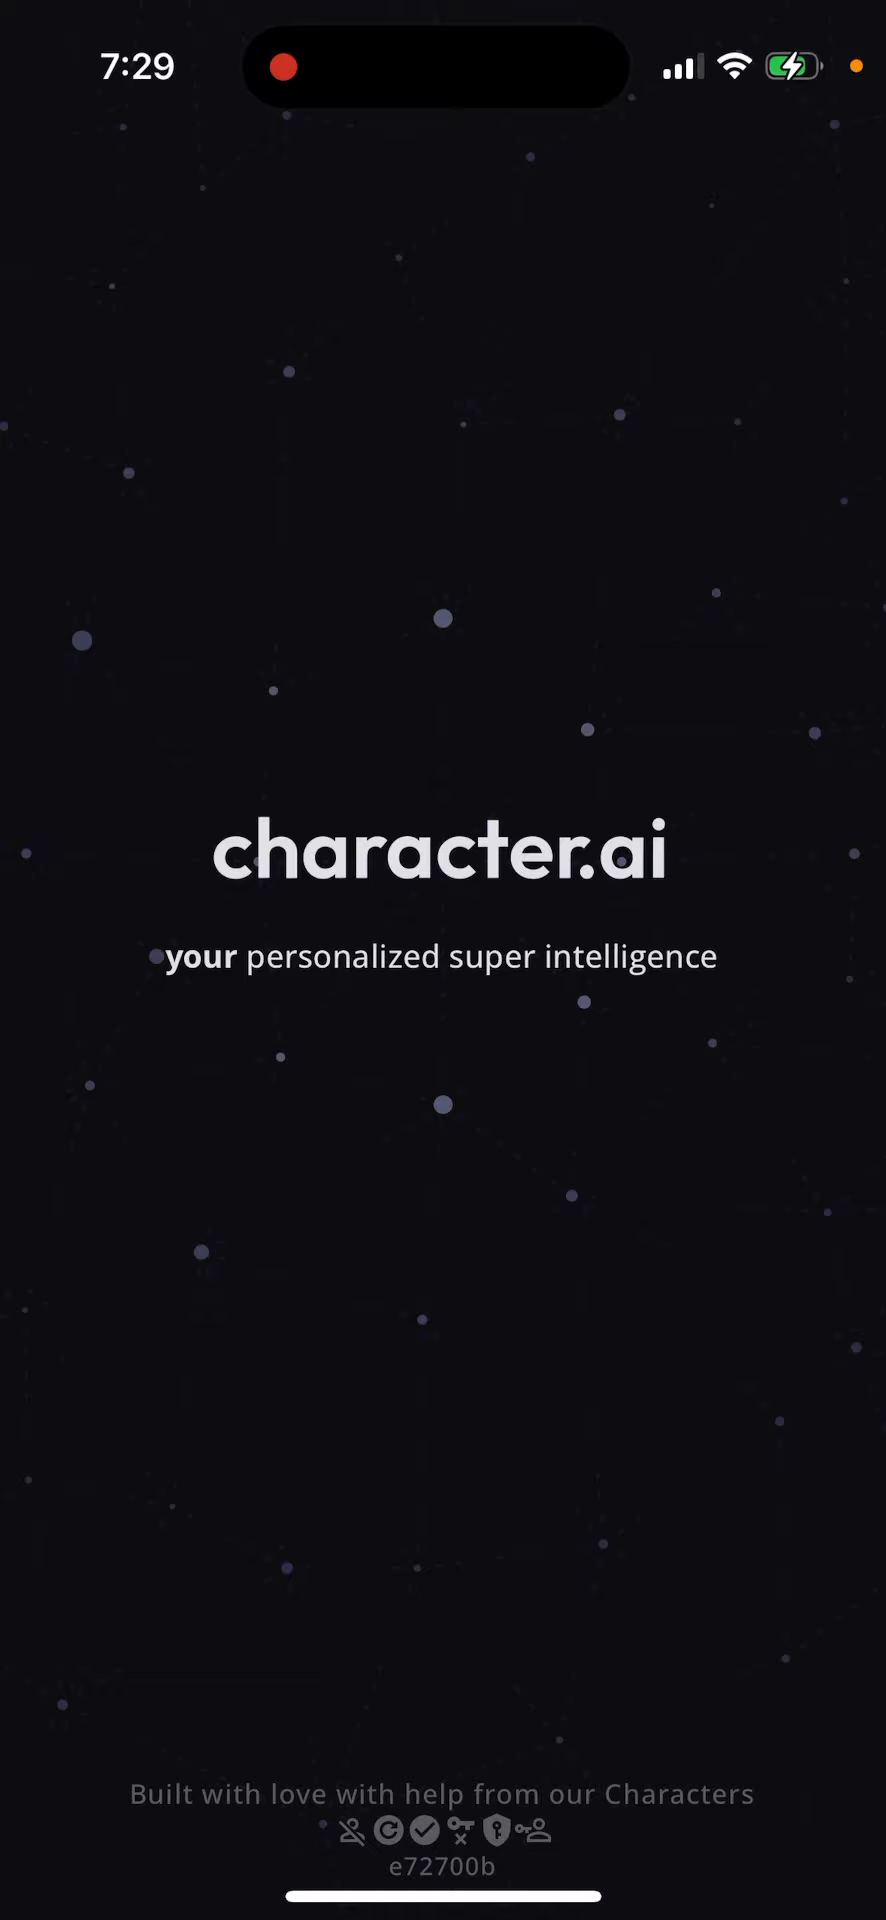 7:29
character.ai
your personalized super intelligence
Built with love with help from our Characters
e72700b